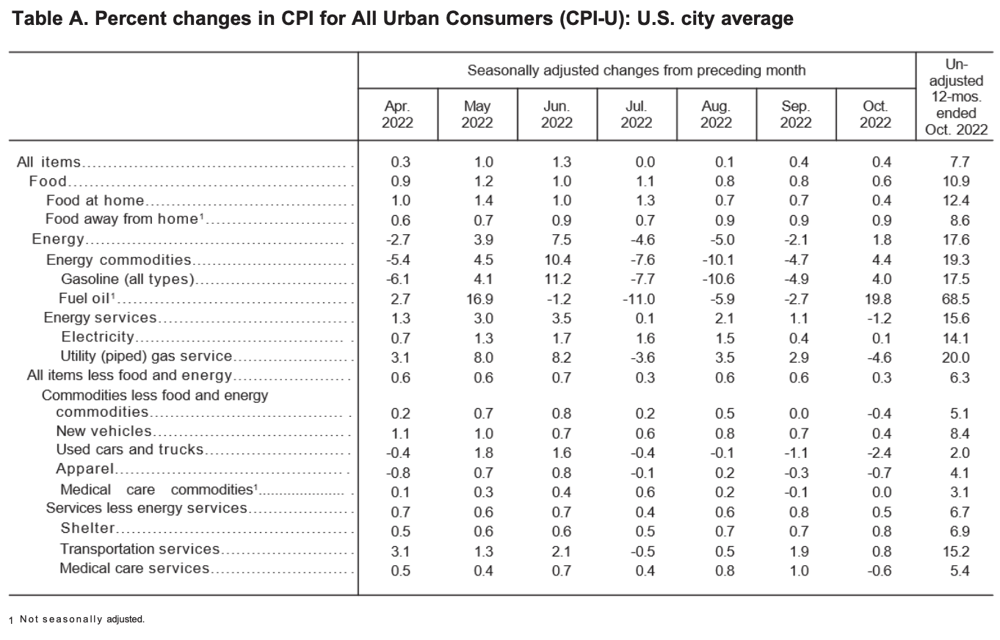 Table A. Percent changes in CPI for All Urban Consumers (CPI-U): U.S. city average
Seasonally adjusted changes from preceding month
Un-
adjusted
12-mos.
ended
Oct. 2022
Apr. 2022 May 2022 Jun. 2022 Jul. 2022 Aug. 2022 Sep. 2022 Oct. 2022
All items 0.3 1.0 1.3 0.0 0.1 0.4 0.4 7.7
Food 0.9 1.2 1.0 1.1 0.8 0.8 0.6 10.9
Food at home 1.0 1.4 1.0 1.3 0.7 0.7 0.4 12.4
Food away from home¹ 0.6 0.7 0.9 0.7 0.9 0.9 0.9 8.6
Energy -2.7 3.9 7.5 -4.6 -5.0 -2.1 1.8 17.6
Energy commodities -5.4 4.5 10.4 -7.6 -10.1 -4.7 4.4 19.3
Gasoline (all types) -6.1 4.1 11.2 -7.7 -10.6 -4.9 4.0 17.5
Fuel oil¹ 2.7 16.9 -1.2 -11.0 -5.9 -2.7 19.8 68.5
Energy services 1.3 3.0 3.5 0.1 2.1 1.1 -1.2 15.6
Electricity 0.7 1.3 1.7 1.6 1.5 0.4 0.1 14.1
Utility (piped) gas service 3.1 8.0 8.2 -3.6 3.5 2.9 -4.6 20.0
All items less food and energy 0.6 0.6 0.7 0.3 0.6 0.6 0.3 6.3
Commodities less food and energy
commodities 0.2 0.7 0.8 0.2 0.5 0.0 -0.4 5.1
New vehicles 1.1 1.0 0.7 0.6 0.8 0.7 0.4 8.4
Used cars and trucks -0.4 1.8 1.6 -0.4 -0.1 -1.1 -2.4 2.0
Apparel -0.8 0.7 0.8 -0.1 0.2 -0.3 -0.7 4.1
Medical care commodities¹ 0.1 0.3 0.4 0.6 0.2 -0.1 0.0 3.1
Services less energy services 0.7 0.6 0.7 0.4 0.6 0.8 0.5 6.7
Shelter 0.5 0.6 0.6 0.5 0.7 0.7 0.8 6.9
Transportation services 3.1 1.3 2.1 -0.5 0.5 1.9 0.8 15.2
Medical care services 0.5 0.4 0.7 0.4 0.8 1.0 -0.6 5.4
1 Not seasonally adjusted.